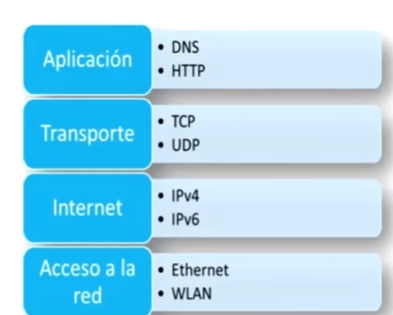 Aplicación
• DNS
• HTTP
Transporte
• TCP
• UDP
Internet
• IPv4
• IPv6
Acceso a la
red
• Ethernet
• WLAN